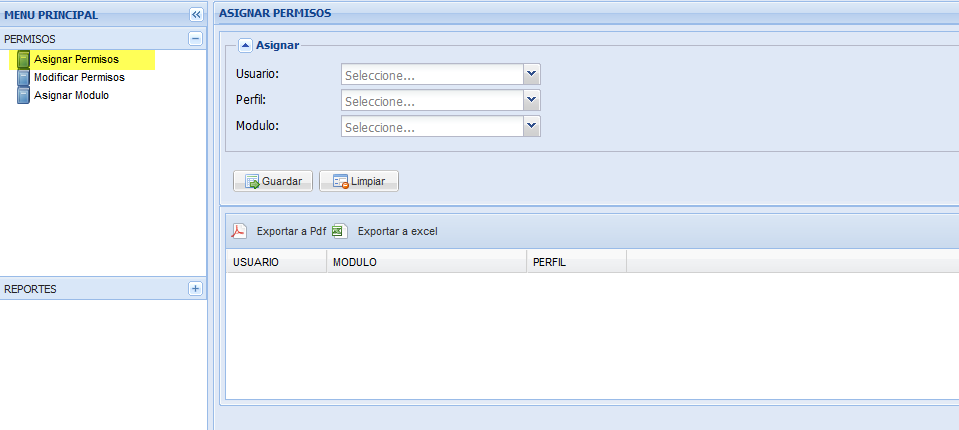 MENU PRINCIPAL
PERMISOS
Asignar Permisos
Modificar Permisos
Asignar Modulo
REPORTES
ASIGNAR PERMISOS
Asignar
Usuario: Seleccione...
Perfil: Seleccione...
Modulo: Seleccione...
Guardar Limpiar
Exportar a Pdf Exportar a excel
USUARIO MODULO PERFIL